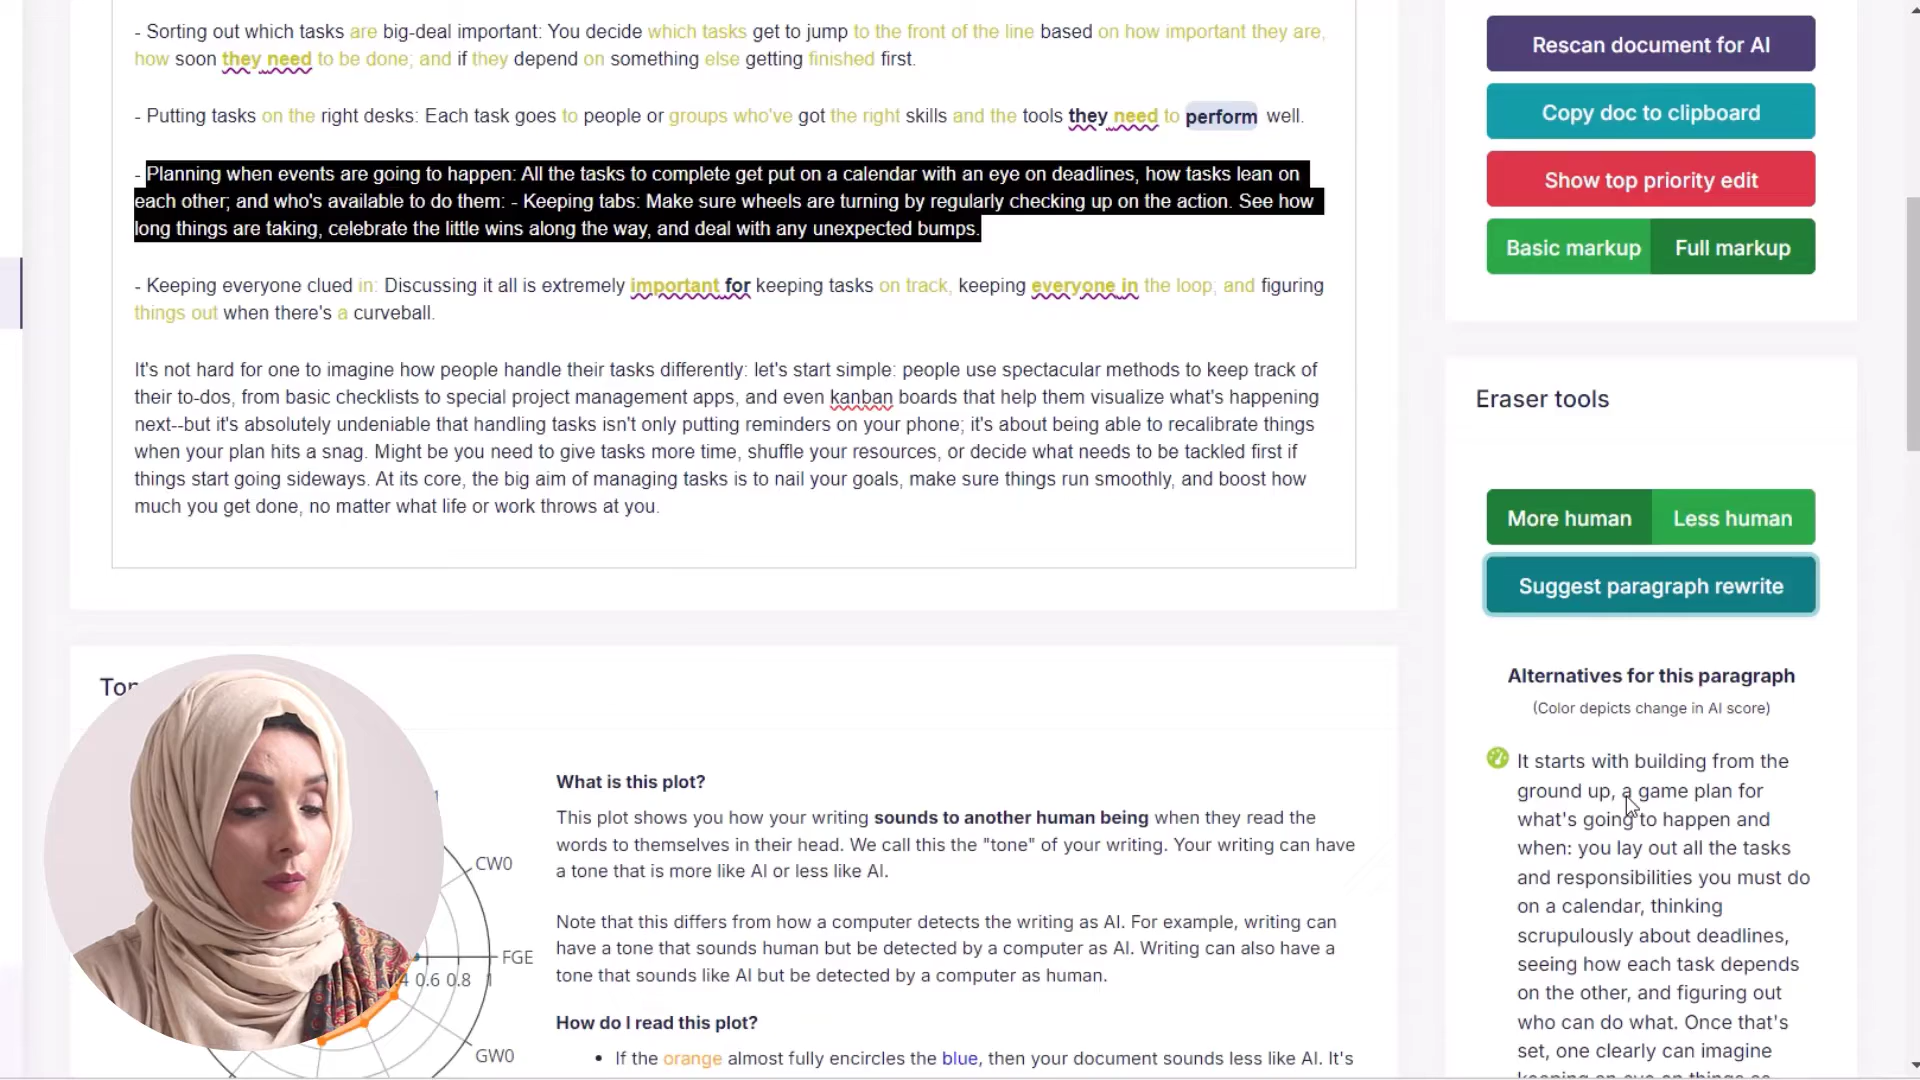 - Sorting out which tasks are big-deal important: You decide which tasks get to jump to the front of the line based on how important they are,
how soon they need to be done; and if they depend on something else getting finished first.
- Putting tasks on the right desks: Each task goes to people or groups who've got the right skills and the tools they need to perform well.
- Planning when events are going to happen: All the tasks to complete get put on a calendar with an eye on deadlines, how tasks lean on
each other; and who's available to do them: - Keeping tabs: Make sure wheels are turning by regularly checking up on the action. See how
long things are taking, celebrate the little wins along the way, and deal with any unexpected bumps.
- Keeping everyone clued in: Discussing it all is extremely important for keeping tasks on track, keeping everyone in the loop; and figuring
things out when there's a curveball.
It's not hard for one to imagine how people handle their tasks differently: let's start simple: people use spectacular methods to keep track of
their to-dos, from basic checklists to special project management apps, and even kanban boards that help them visualize what's happening
next--but it's absolutely undeniable that handling tasks isn't only putting reminders on your phone; it's about being able to recalibrate things
when your plan hits a snag. Might be you need to give tasks more time, shuffle your resources, or decide what needs to be tackled first if
things start going sideways. At its core, the big aim of managing tasks is to nail your goals, make sure things run smoothly, and boost how
much you get done, no matter what life or work throws at you.
CW0
FGE
0.6 0.8 1
GW0
What is this plot?
This plot shows you how your writing sounds to another human being when they read the
words to themselves in their head. We call this the "tone" of your writing. Your writing can have
a tone that is more like AI or less like AI.
Note that this differs from how a computer detects the writing as AI. For example, writing can
have a tone that sounds human but be detected by a computer as AI. Writing can also have a
tone that sounds like AI but be detected by a computer as human.
How do I read this plot?
• If the orange almost fully encircles the blue, then your document sounds less like AI. It's
Rescan document for AI
Copy doc to clipboard
Show top priority edit
Basic markup Full markup
Eraser tools
More human Less human
Suggest paragraph rewrite
Alternatives for this paragraph
(Color depicts change in AI score)
It starts with building from the
ground up, a game plan for
what's going to happen and
when: you lay out all the tasks
and responsibilities you must do
on a calendar, thinking
scrupulously about deadlines,
seeing how each task depends
on the other, and figuring out
who can do what. Once that's
set, one clearly can imagine